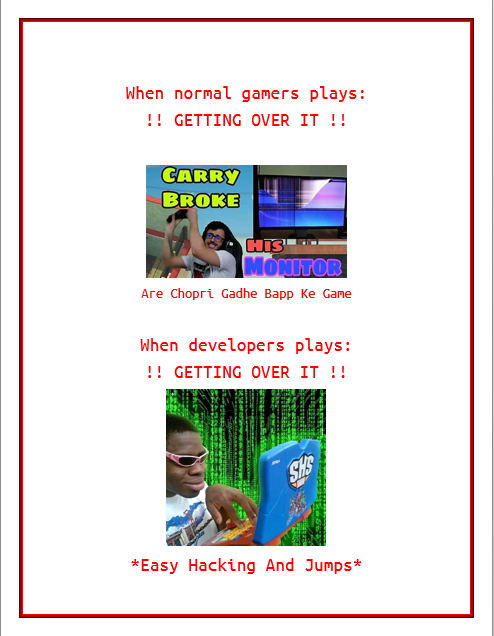 When normal gamers plays:
!! GETTING OVER IT !!
CARRY
BROKE
HIS
MONITOR
Are Chopri Gadhe Bapp Ke Game
When developers plays:
!! GETTING OVER IT !!
SHS
*Easy Hacking And Jumps*